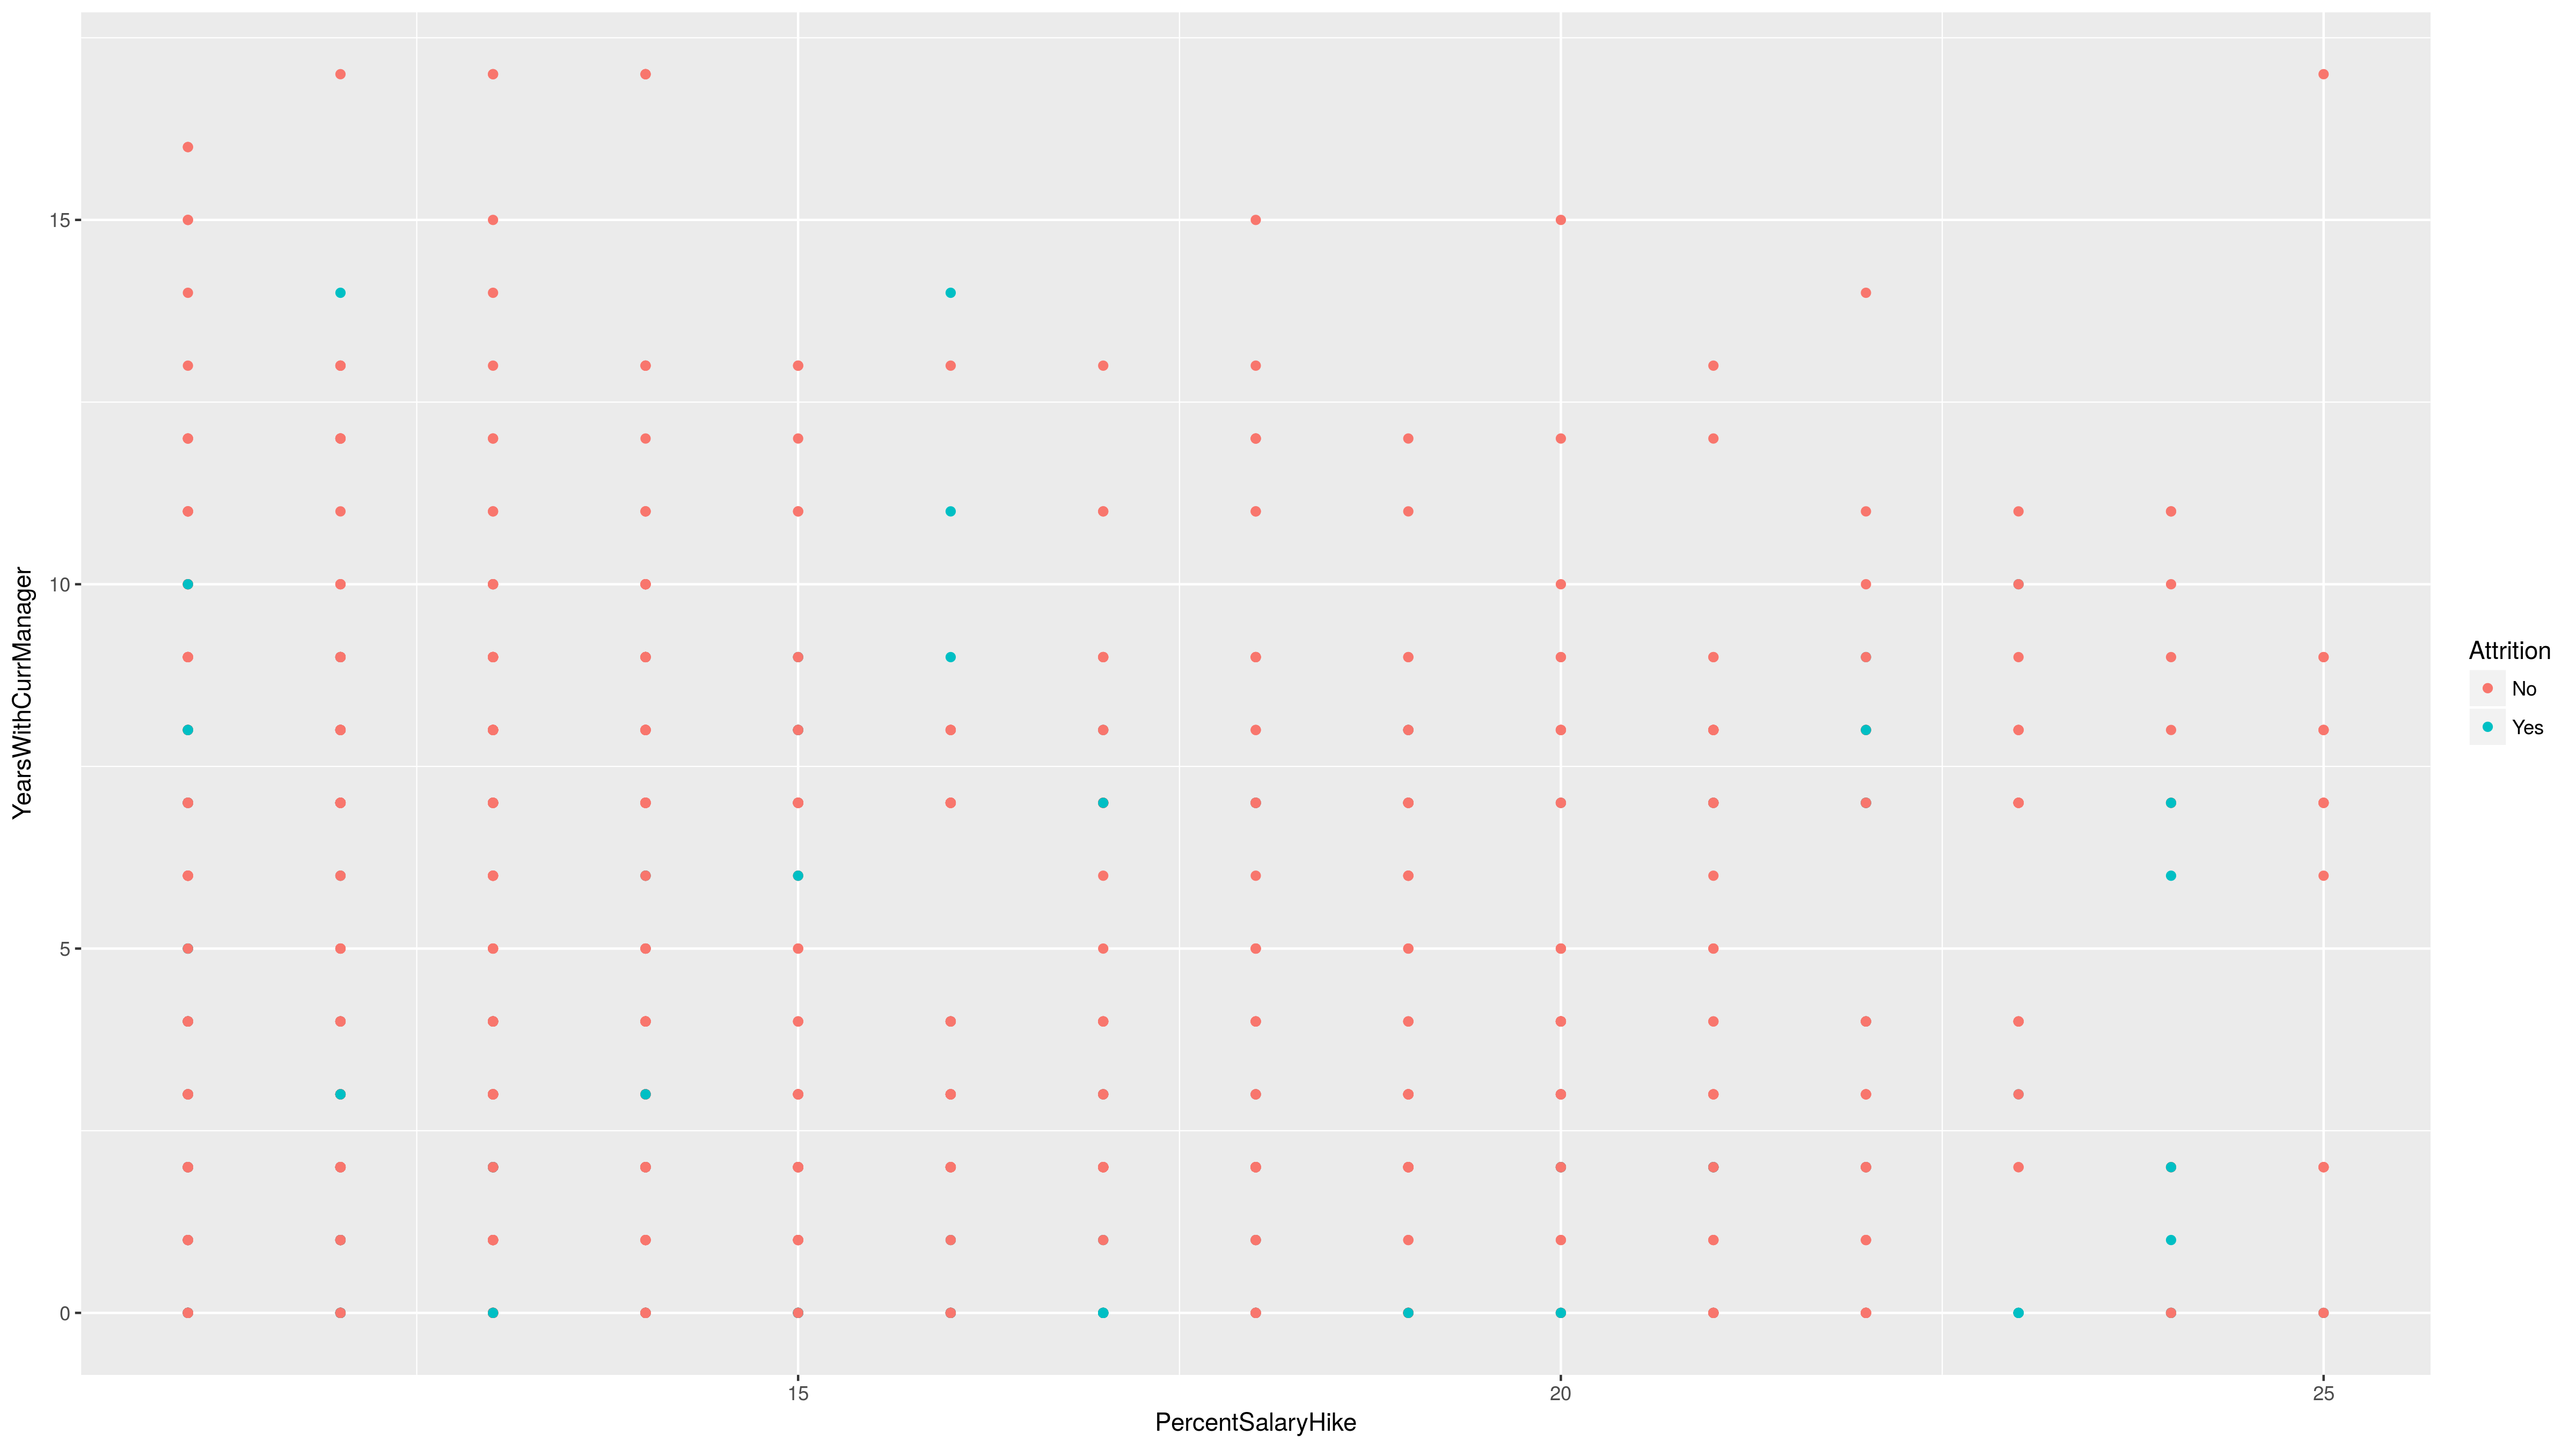 15
10
5
0
YearsWithCurrManager
15
20
25
PercentSalaryHike
Attrition
No
Yes